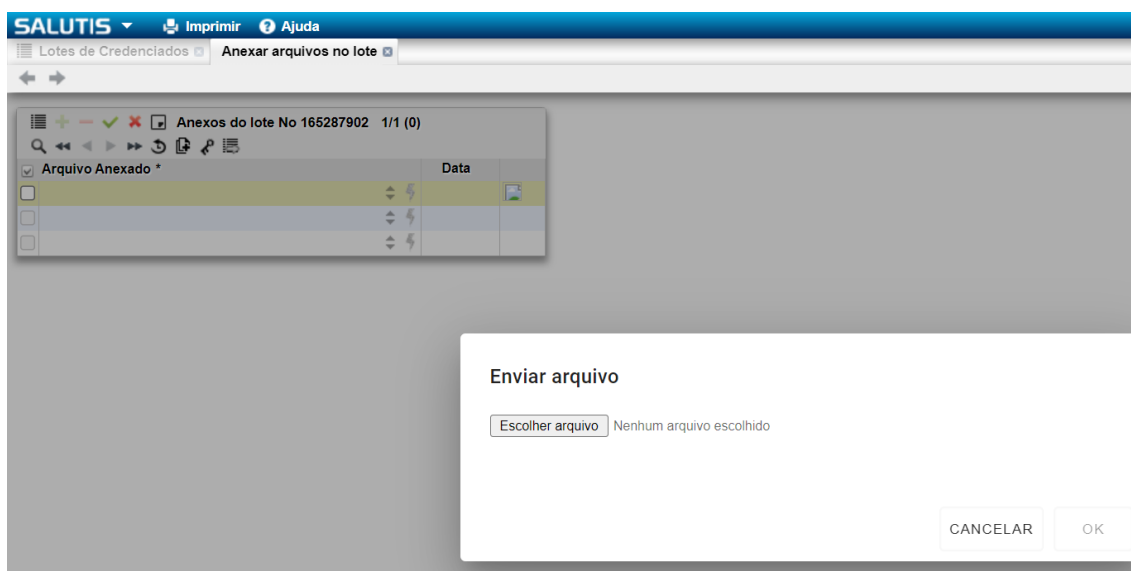 SALUTIS Imprimir Ajuda
Lotes de Credenciados Anexar arquivos no lote
Anexos do lote No 165287902 1/1 (0)
Arquivo Anexado * Data
Enviar arquivo
Escolher arquivo Nenhum arquivo escolhido
CANCELAR OK